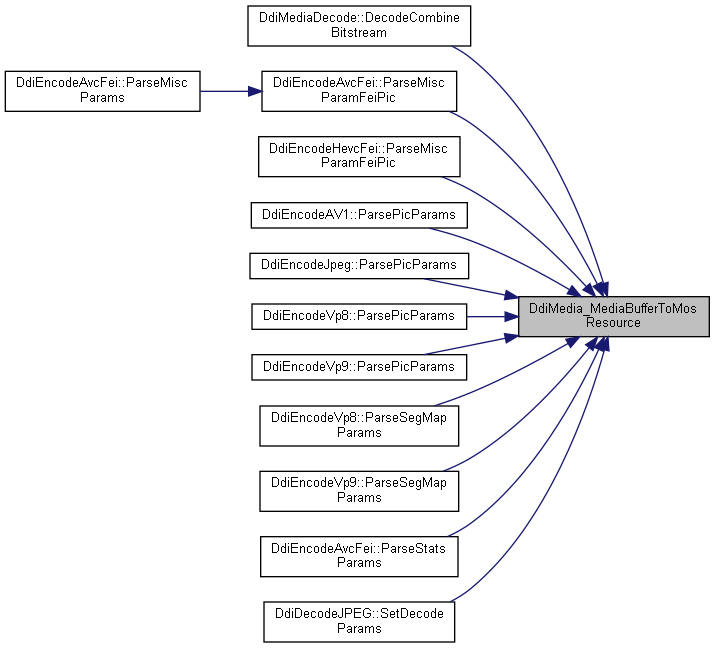 DdiMediaDecode::DecodeCombine
Bitstream
DdiEncodeAvcFei::ParseMisc
Params
DdiEncodeAvcFei::ParseMisc
ParamFeiPic
DdiEncodeHevcFei::ParseMisc
ParamFeiPic
DdiEncodeAV1::ParsePicParams
DdiEncodeJpeg::ParsePicParams
DdiEncodeVp8::ParsePicParams
DdiEncodeVp9::ParsePicParams
DdiEncodeVp8::ParseSegMap
Params
DdiEncodeVp9::ParseSegMap
Params
DdiEncodeAvcFei::ParseStats
Params
DdiDecodeJPEG::SetDecode
Params
DdiMedia_MediaBufferToMos
Resource